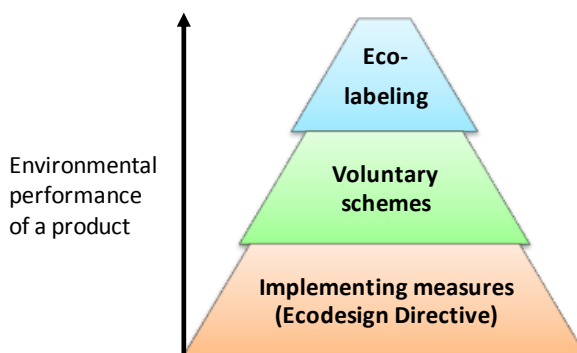 Eco-
labeling
Environmental
performance
of a product
Voluntary
schemes
Implementing measures
(Ecodesign Directive)